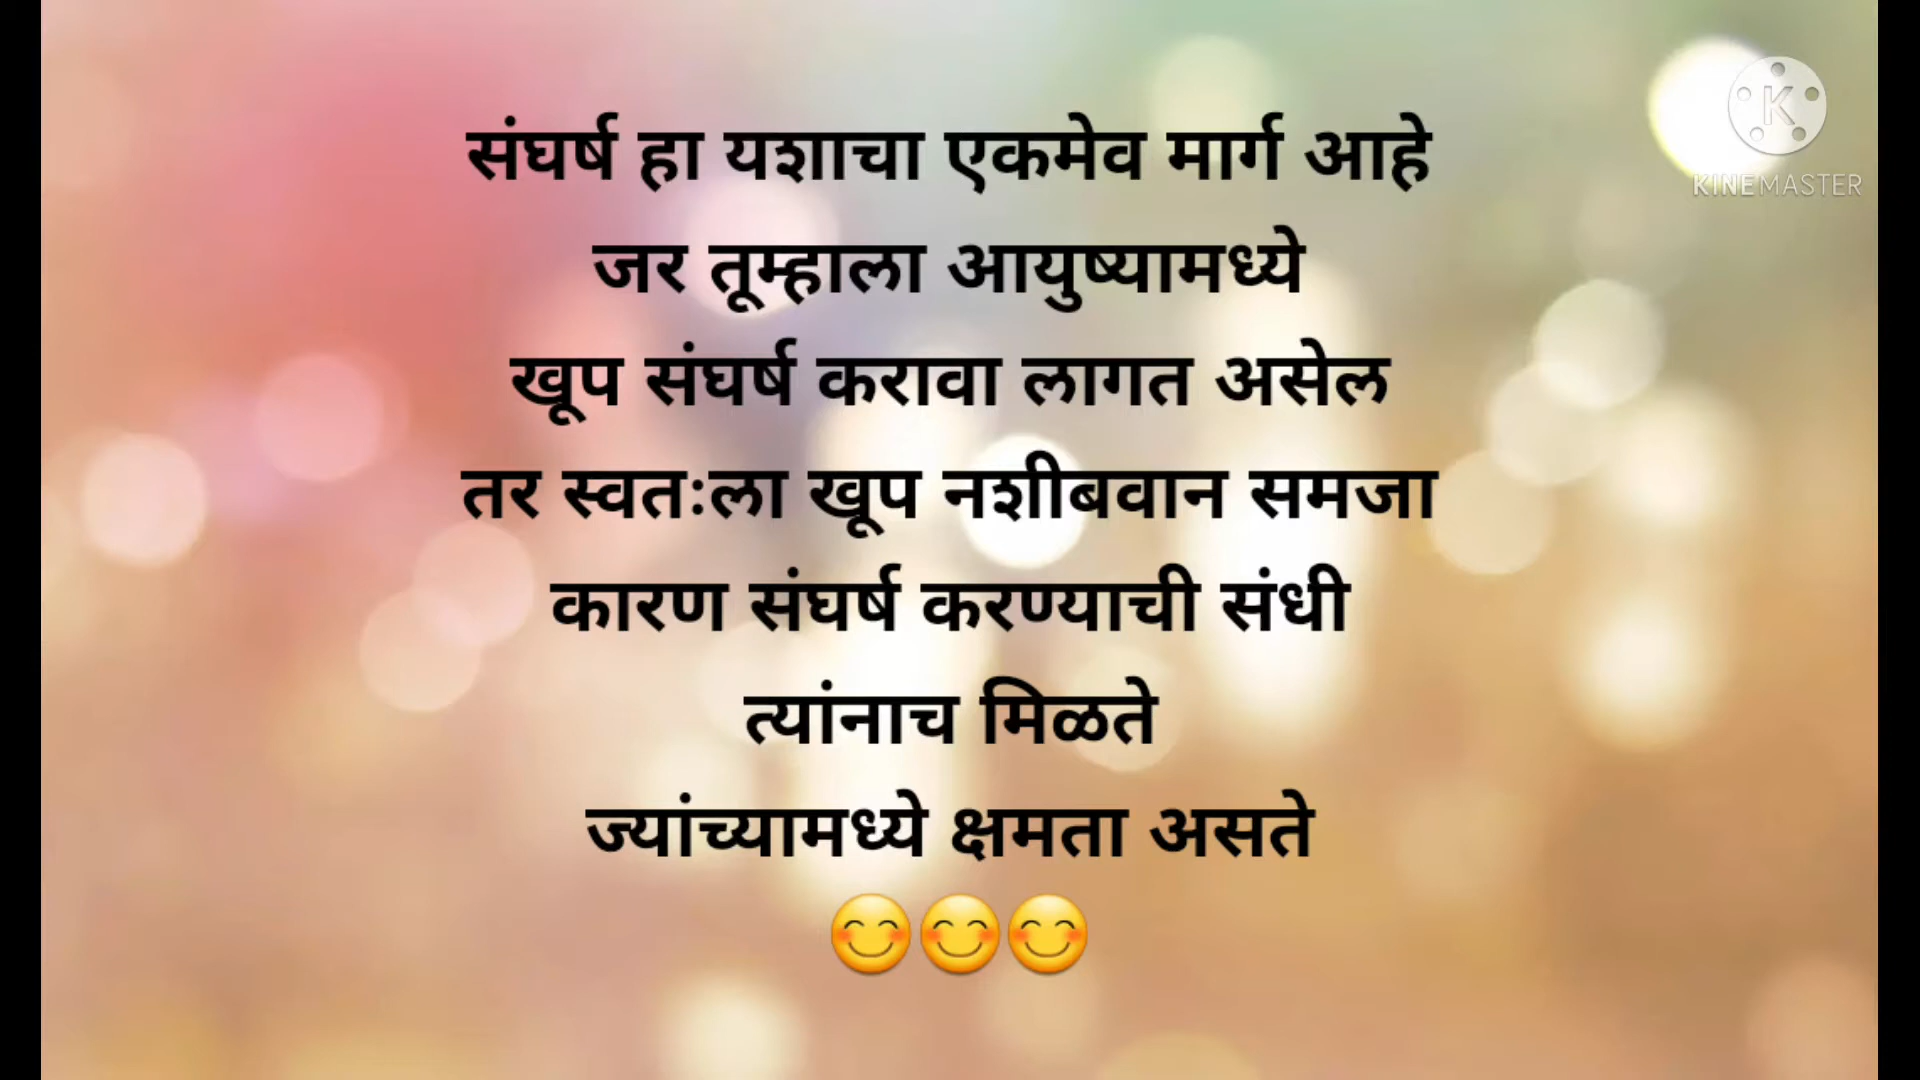 संघर्ष हा यशाचा एकमेव मार्ग आहे
जर तूम्हाला आयुष्यामध्ये
खूप संघर्ष करावा लागत असेल
तर स्वतःला खूप नशीबवान समजा
कारण संघर्ष करण्याची संधी
त्यांनाच मिळते
ज्यांच्यामध्ये क्षमता असते
😊😊😊
K
KINEMASTER